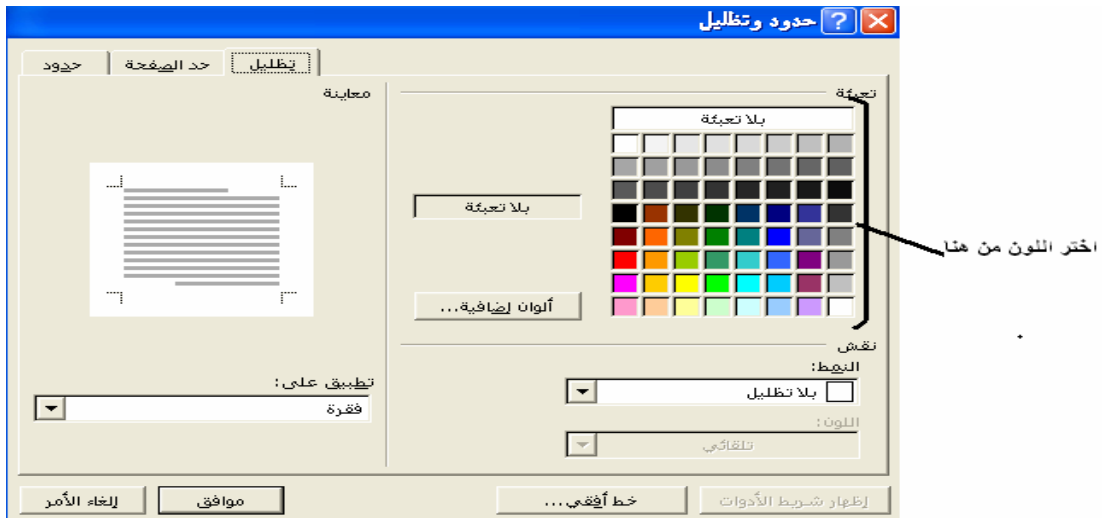 حدود وتظليل
حدود
حد الصفحة
تظليل
تعبئة
بلا تعبئة
بلا تعبئة
ألوان إضافية...
اختر اللون من هنا
نقش
النمط:
بلا تظليل
اللون:
تلقائي
معاينة
تطبيق على:
فقرة
إظهار شريط الأدوات
خط أفقي...
موافق
إلغاء الأمر